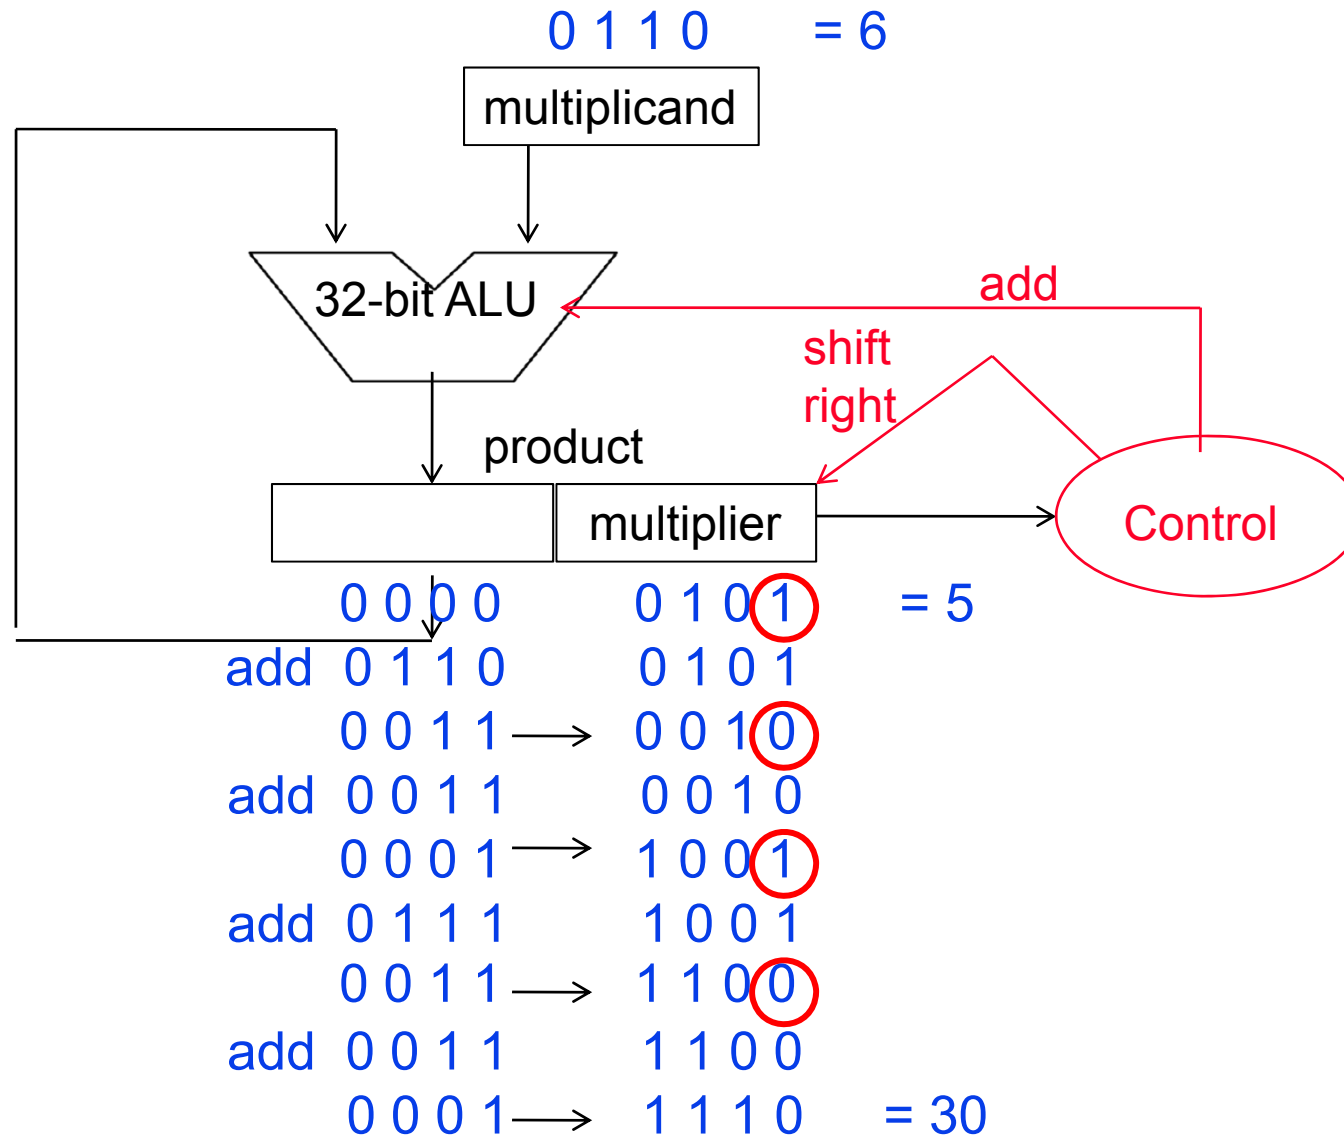 0 1 1 0 = 6
multiplicand
32-bit ALU
add
shift
right
product
multiplier
Control
0 0 0 0 0 1 0 1 = 5
add 0 1 1 0 0 1 0 1
0 0 1 1 0 0 1 0
add 0 0 1 1 0 0 1 0
0 0 0 1 1 0 0 1
add 0 1 1 1 1 0 0 1
0 0 1 1 1 1 0 0
add 0 0 1 1 1 1 0 0
0 0 0 1 1 1 1 0 = 30